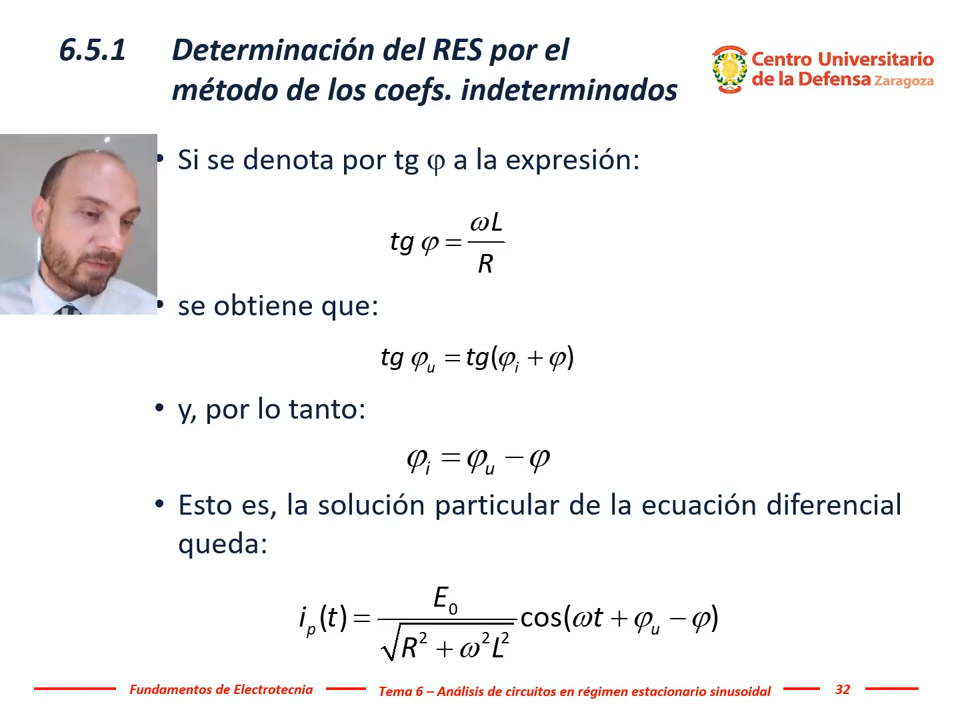 6.5.1 Determinación del RES por el
método de los coefs. indeterminados
Centro Universitario
de la Defensa Zaragoza
• Si se denota por tg φ a la expresión:
tg φ = ωL / R
• se obtiene que:
tg φ_u = tg(φ_i + φ)
• y, por lo tanto:
φ_i = φ_u − φ
• Esto es, la solución particular de la ecuación diferencial
queda:
i_p(t) = E_0 / √(R² + ω²L²) cos(ωt + φ_u − φ)
Fundamentos de Electrotecnia Tema 6 – Análisis de circuitos en régimen estacionario sinusoidal 32